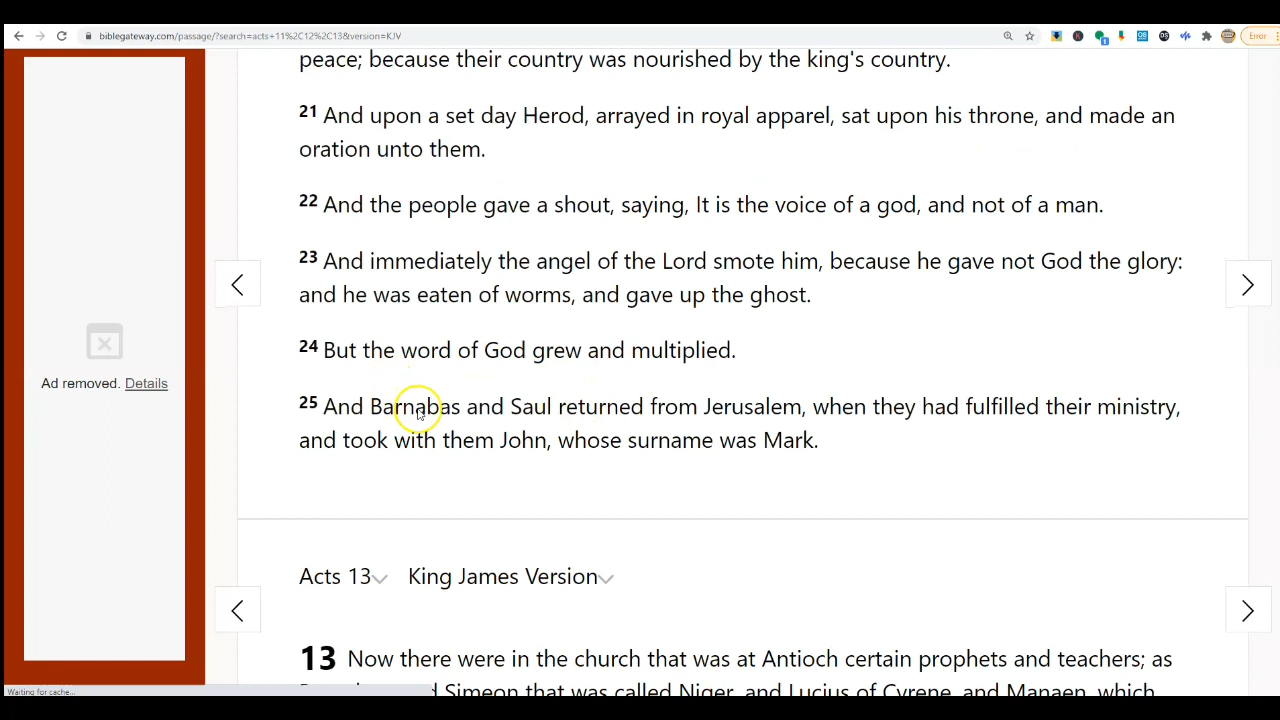 biblegateway.com/passage/?search=acts+11%2C12%2C13&version=KJV
Error
peace; because their country was nourished by the king's country.
21 And upon a set day Herod, arrayed in royal apparel, sat upon his throne, and made an
oration unto them.
22 And the people gave a shout, saying, It is the voice of a god, and not of a man.
23 And immediately the angel of the Lord smote him, because he gave not God the glory:
and he was eaten of worms, and gave up the ghost.
24 But the word of God grew and multiplied.
Ad removed. Details
25 And Barnabas and Saul returned from Jerusalem, when they had fulfilled their ministry,
and took with them John, whose surname was Mark.
Acts 13 King James Version
13 Now there were in the church that was at Antioch certain prophets and teachers; as
Simeon that was called Niger, and Lucius of Cyrene, and Manaen, which
Waiting for cache...